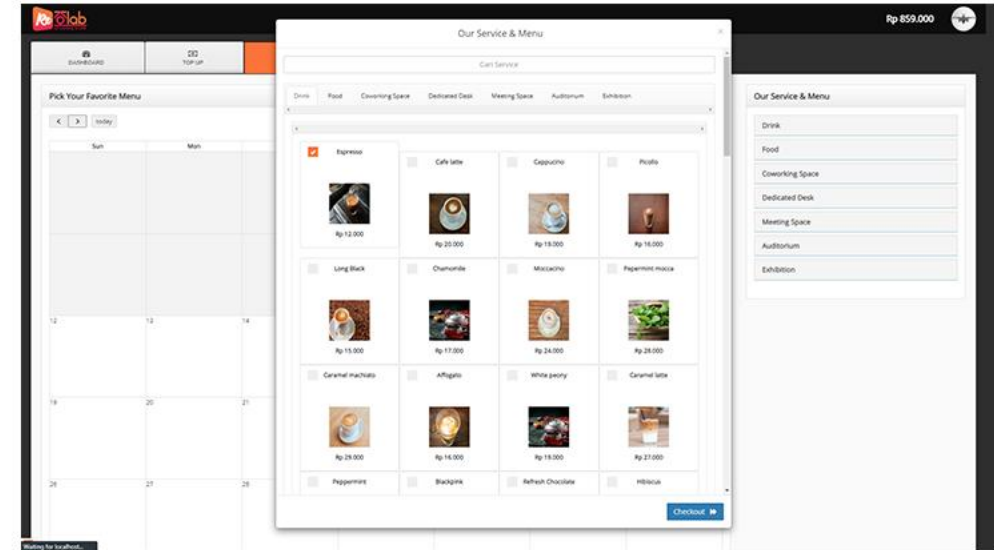 Ro lab
Rp 859.000
DASHBOARD
TOP UP
Our Service & Menu
×
Cari Service
Drink Food Coworking Space Dedicated Desk Meeting Space Auditorium Exhibition
Espresso Cafe latte Cappucino Picollo
Rp 12.000 Rp 20.000 Rp 19.000 Rp 16.000
Long Black Chamomile Moccacino Papermint mocca
Rp 15.000 Rp 17.000 Rp 24.000 Rp 28.000
Caramel machiato Affogato White peony Caramel latte
Rp 29.000 Rp 16.000 Rp 19.000 Rp 27.000
Peppermint Blackpink Refresh Chocolate Hibiscus
Checkout
Pick Your Favorite Menu
today
Sun Mon
12 13 14
19 20 21
26 27 28
Our Service & Menu
Drink
Food
Coworking Space
Dedicated Desk
Meeting Space
Auditorium
Exhibition
Waiting for localhost...